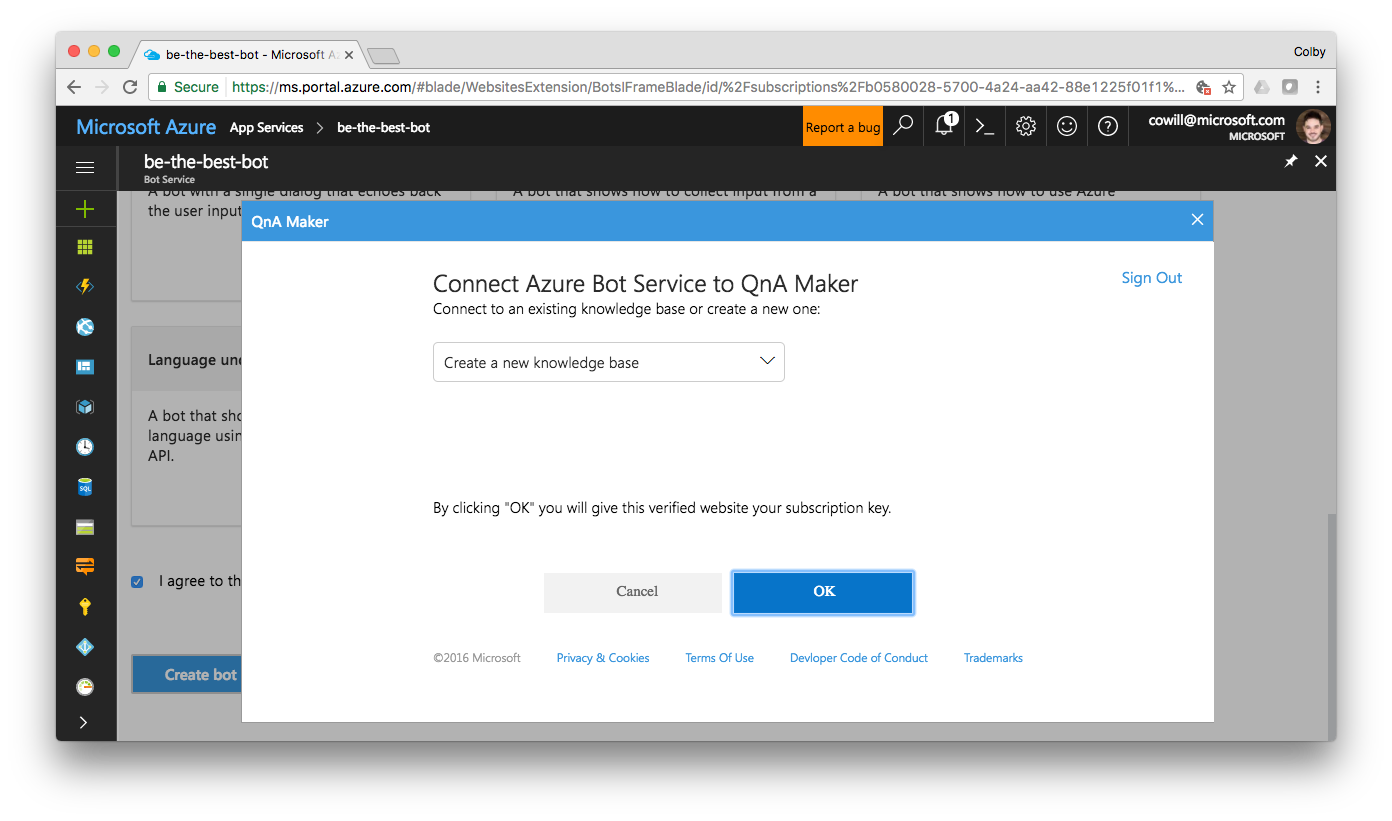 be-the-best-bot - Microsoft A
Colby
Secure
https://ms.portal.azure.com/#blade/WebsitesExtension/BotsIFrameBlade/id/%2Fsubscriptions%2Fb0580028-5700-4a24-aa42-88e1225f01f1%...
Microsoft Azure App Services > be-the-best-bot
Report a bug
1
cowill@microsoft.com
MICROSOFT
be-the-best-bot
Bot Service
A bot with a single dialog that echoes back
the user input
A bot that shows how to collect input from a
A bot that shows how to use Azure
QnA Maker
Connect Azure Bot Service to QnA Maker
Sign Out
Connect to an existing knowledge base or create a new one:
Create a new knowledge base
Language un
A bot that sho
language usin
API.
SQL
By clicking "OK" you will give this verified website your subscription key.
I agree to th
Cancel
OK
©2016 Microsoft Privacy & Cookies Terms Of Use Devloper Code of Conduct Trademarks
Create bot